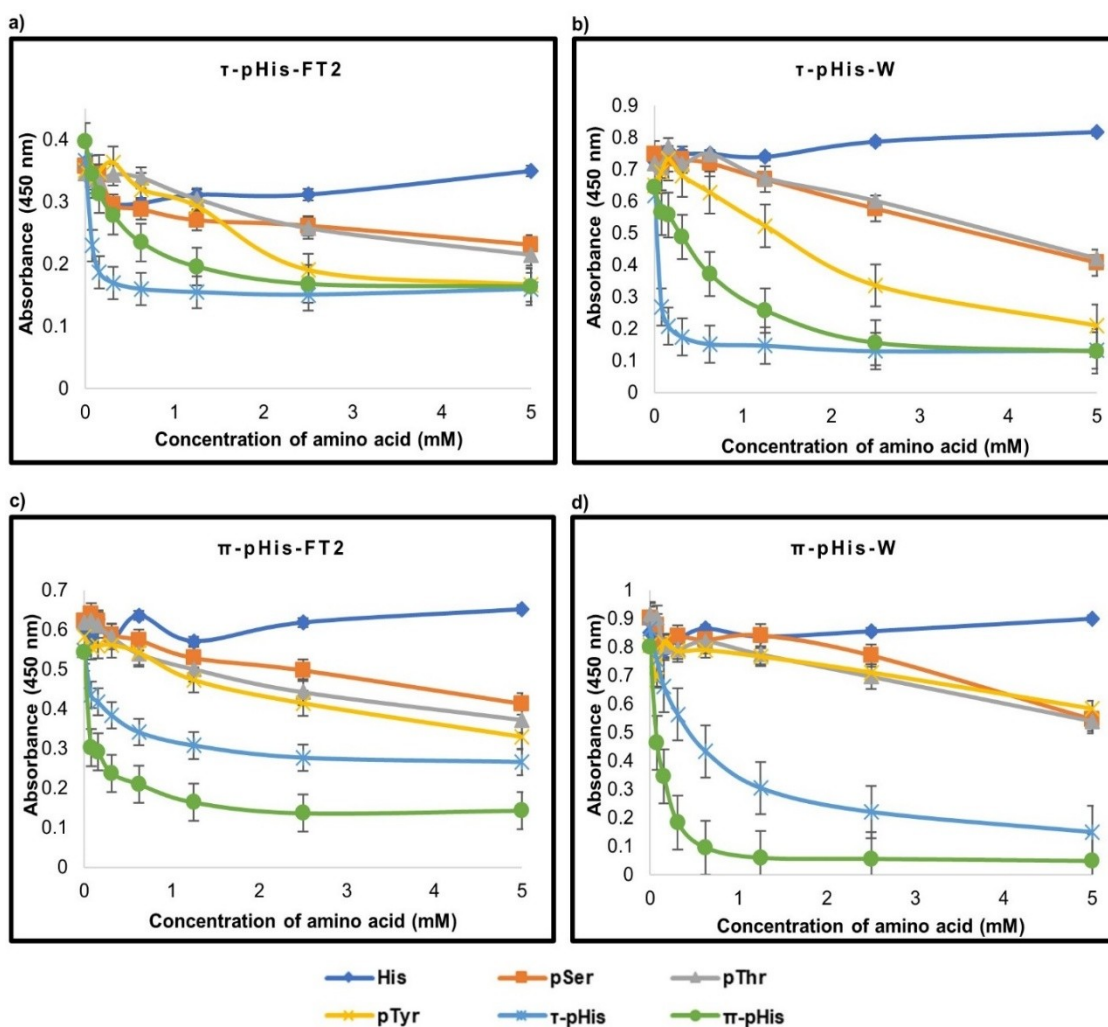 a)
τ-pHis-FT2
Absorbance (450 nm)
0.4
0.3
0.2
0.1
0
0 1 2 3 4 5
Concentration of amino acid (mM)
b)
τ-pHis-W
Absorbance (450 nm)
0.9
0.8
0.7
0.6
0.5
0.4
0.3
0.2
0.1
0
0 1 2 3 4 5
Concentration of amino acid (mM)
c)
π-pHis-FT2
Absorbance (450 nm)
0.7
0.6
0.5
0.4
0.3
0.2
0.1
0
0 1 2 3 4 5
Concentration of amino acid (mM)
d)
π-pHis-W
Absorbance (450 nm)
1
0.9
0.8
0.7
0.6
0.5
0.4
0.3
0.2
0.1
0
0 1 2 3 4 5
Concentration of amino acid (mM)
His pSer pThr
pTyr τ-pHis π-pHis